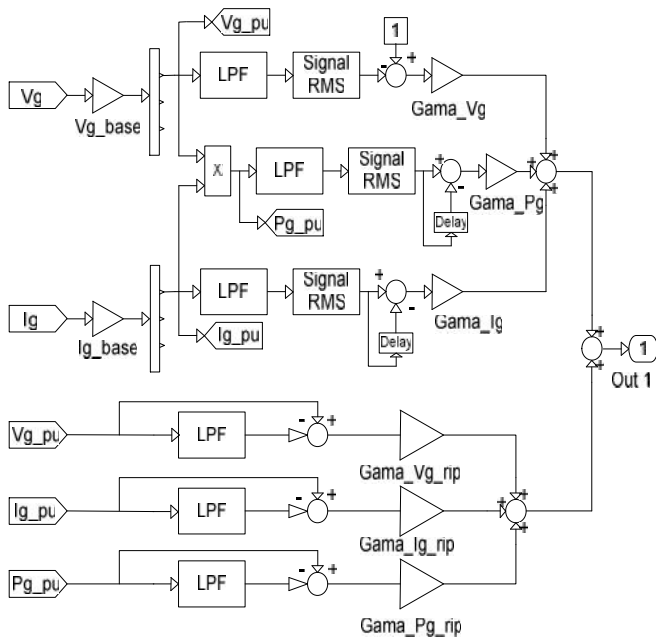 Vg_pu
1
Vg
Vg_base
LPF
Signal
RMS
-
+
Gama_Vg
+
+
+
X
LPF
Signal
RMS
+
-
Gama_Pg
Delay
Pg_pu
Ig
Ig_base
LPF
Signal
RMS
+
-
Gama_Ig
Delay
Ig_pu
+
+
1
Out 1
Vg_pu
LPF
-
+
Gama_Vg_rip
Ig_pu
LPF
-
+
Gama_Ig_rip
+
+
+
Pg_pu
LPF
-
+
Gama_Pg_rip